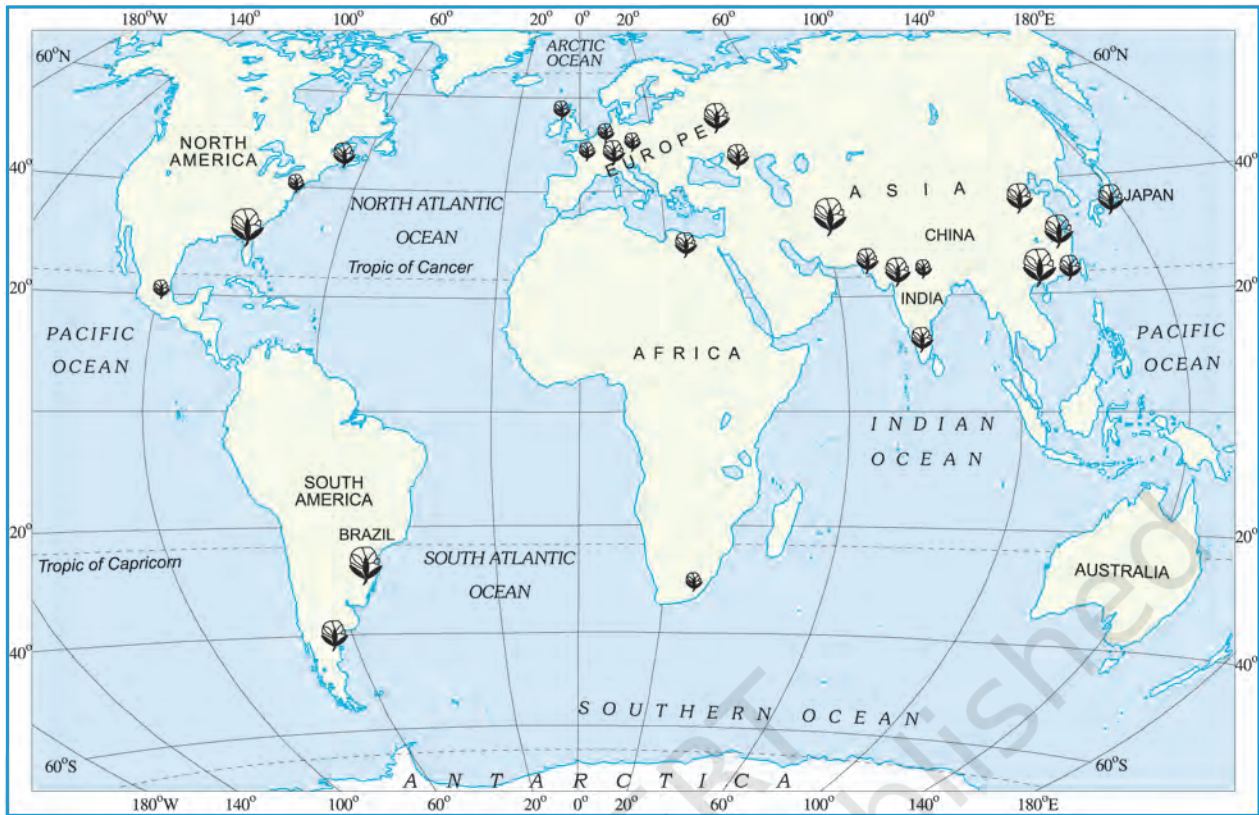 180°W 140° 100° 60° 20° 0° 20° 60° 100° 140° 180°E
60°N
ARCTIC
OCEAN
60°N
NORTH
AMERICA
EUROPE
40°
40°
ASIA
JAPAN
NORTH ATLANTIC
OCEAN
CHINA
Tropic of Cancer
20°
20°
INDIA
PACIFIC
OCEAN
AFRICA
PACIFIC
OCEAN
INDIAN
OCEAN
SOUTH
AMERICA
BRAZIL
20°
20°
Tropic of Capricorn
SOUTH ATLANTIC
OCEAN
AUSTRALIA
40°
40°
SOUTHERN OCEAN
60°S
60°S
ANTARCTICA
180°W 140° 100° 60° 20° 0° 20° 60° 100° 140° 180°E